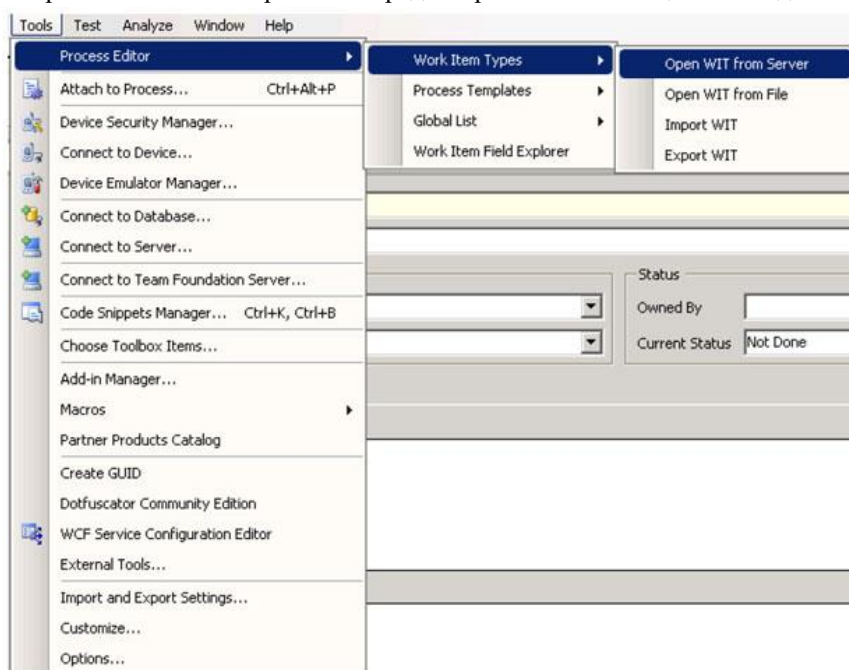 Tools Test Analyze Window Help
Process Editor
Attach to Process... Ctrl+Alt+P
Device Security Manager...
Connect to Device...
Device Emulator Manager...
Connect to Database...
Connect to Server...
Connect to Team Foundation Server...
Code Snippets Manager... Ctrl+K, Ctrl+B
Choose Toolbox Items...
Add-in Manager...
Macros
Partner Products Catalog
Create GUID
Dotfuscator Community Edition
WCF Service Configuration Editor
External Tools...
Import and Export Settings...
Customize...
Options...
Work Item Types
Process Templates
Global List
Work Item Field Explorer
Open WIT from Server
Open WIT from File
Import WIT
Export WIT
Status
Owned By
Current Status Not Done